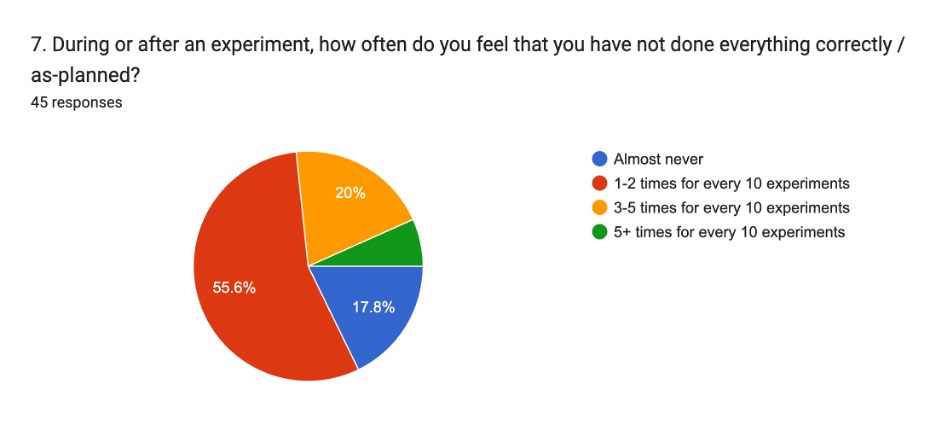 7. During or after an experiment, how often do you feel that you have not done everything correctly /
as-planned?
45 responses
Almost never
1-2 times for every 10 experiments
3-5 times for every 10 experiments
5+ times for every 10 experiments
20%
55.6%
17.8%